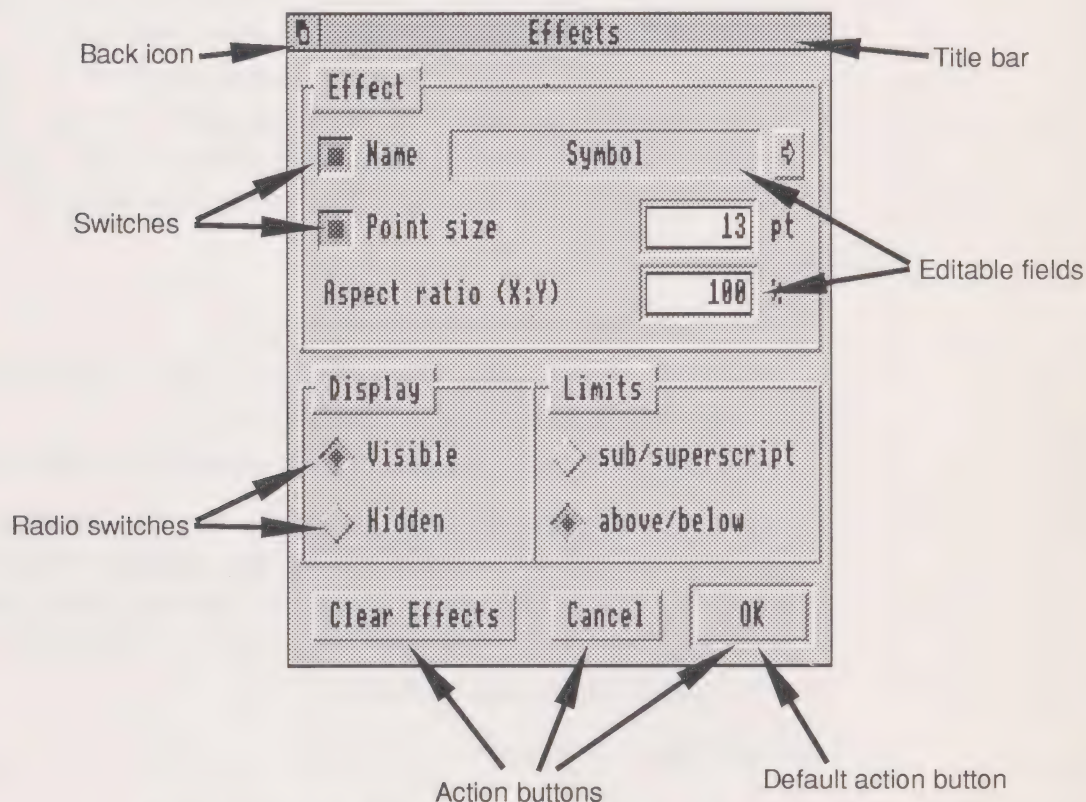 Effects
Back icon
Title bar
Effect
Name
Symbol
Switches
Point size
13 pt
Editable fields
Aspect ratio (X:Y)
100 %
Display
Limits
Visible
sub/superscript
Radio switches
Hidden
above/below
Clear Effects
Cancel
OK
Action buttons
Default action button